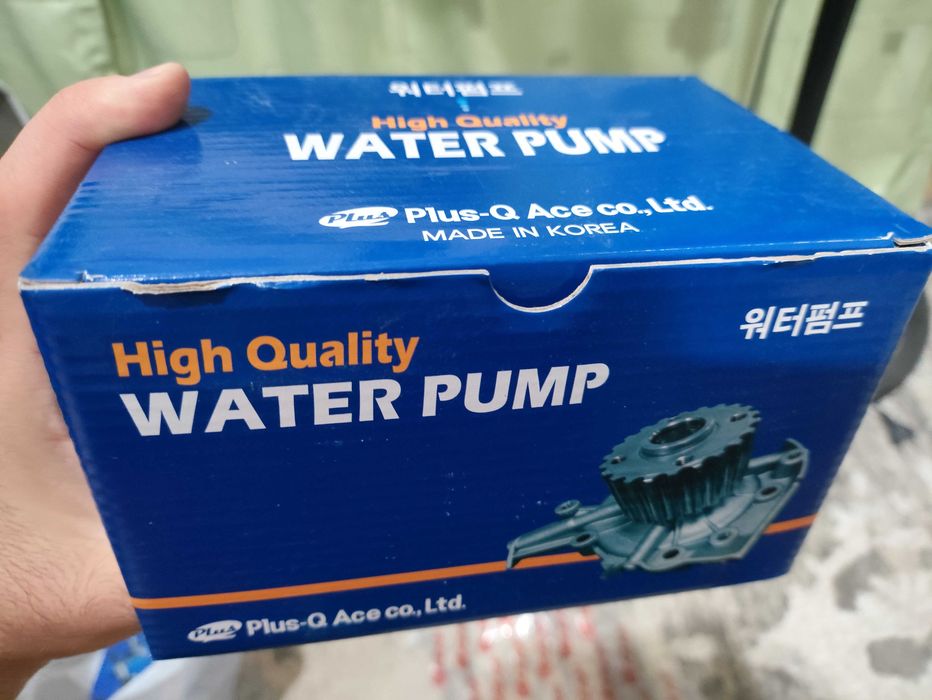 워터펌프
High Quality
WATER PUMP
Plus Plus-Q Ace co., Ltd.
MADE IN KOREA
워터펌프
High Quality
WATER PUMP
Plus Plus-Q Ace co., Ltd.